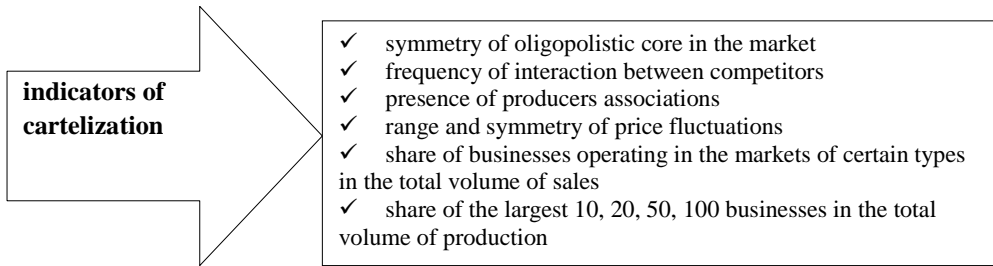 indicators of
cartelization
✓ symmetry of oligopolistic core in the market
✓ frequency of interaction between competitors
✓ presence of producers associations
✓ range and symmetry of price fluctuations
✓ share of businesses operating in the markets of certain types
in the total volume of sales
✓ share of the largest 10, 20, 50, 100 businesses in the total
volume of production